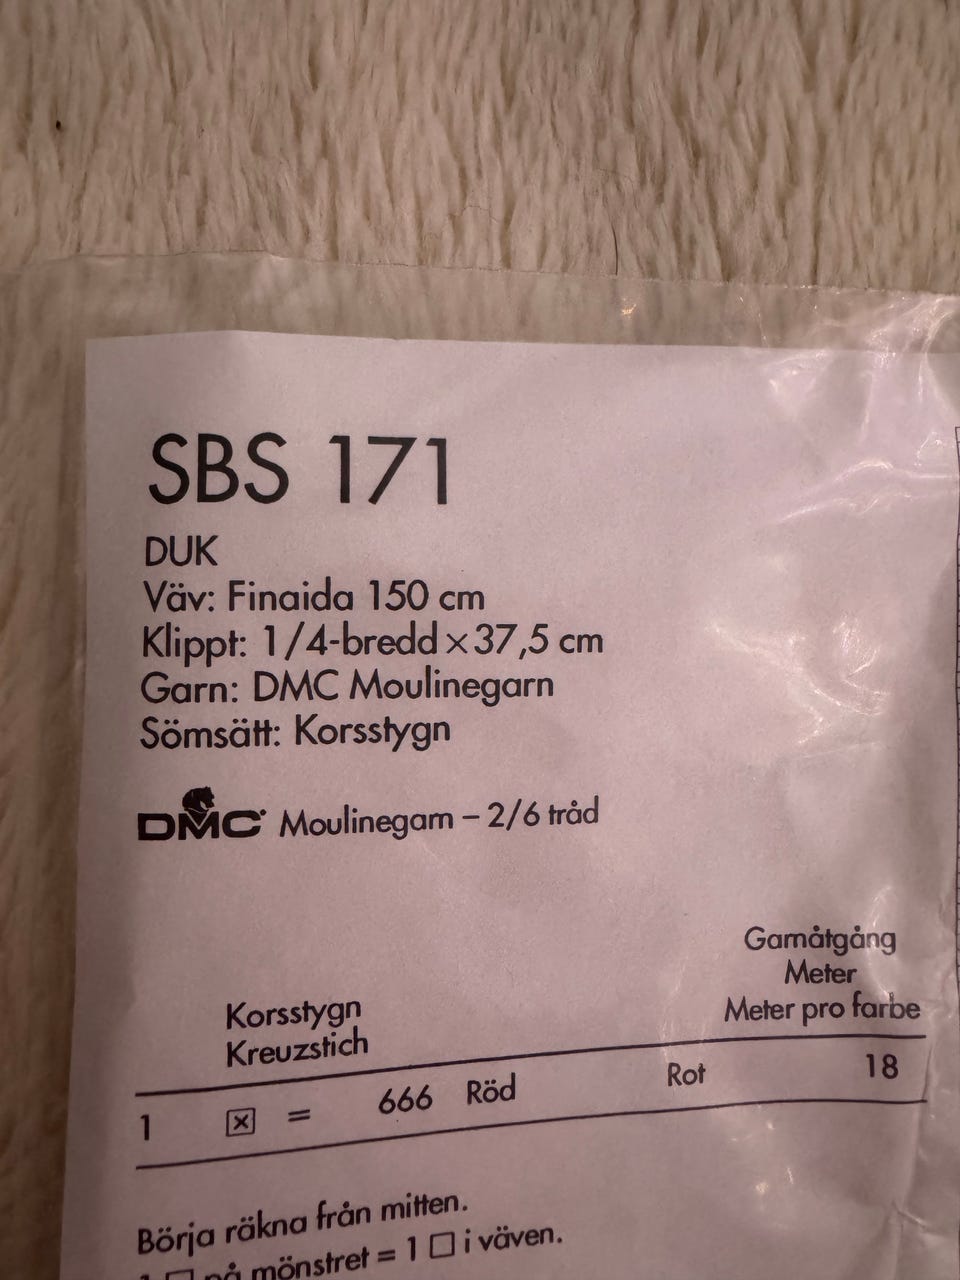 SBS 171
DUK
Väv: Finaida 150 cm
Klippt: 1/4-bredd × 37,5 cm
Garn: DMC Moulinegarn
Sömsätt: Korsstygn
DMC Moulinegarn – 2/6 tråd
Garnåtgång
Meter
Meter pro farbe
Korsstygn
Kreuzstich
1 ☒ = 666 Röd Rot 18
Börja räkna från mitten.
1 □ på mönstret = 1 □ i väven.